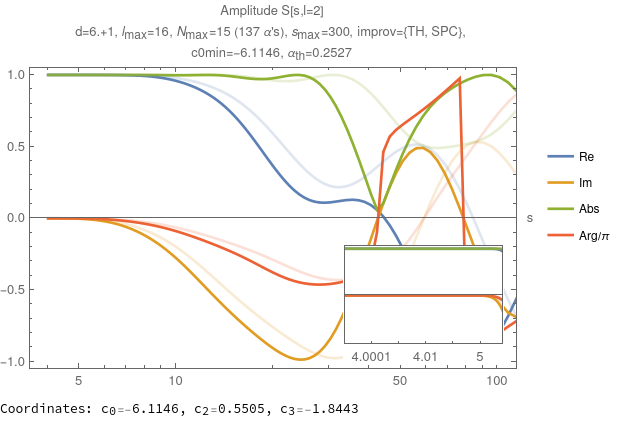 Amplitude S[s,l=2]
d=6.+1, lmax=16, Nmax=15 (137 α's), smax=300, improv={TH, SPC},
c0min=−6.1146, αth=0.2527
1.0
0.5
0.0
−0.5
−1.0
s
Re
Im
Abs
Arg/π
4.0001 4.01 5
5 10 50 100
Coordinates: c0=−6.1146, c2=0.5505, c3=−1.8443